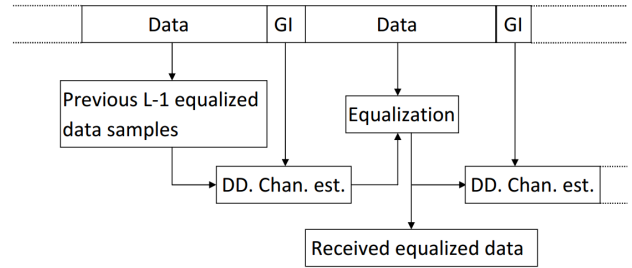 Data GI Data GI
Previous L-1 equalized
data samples
Equalization
DD. Chan. est.
DD. Chan. est.
Received equalized data